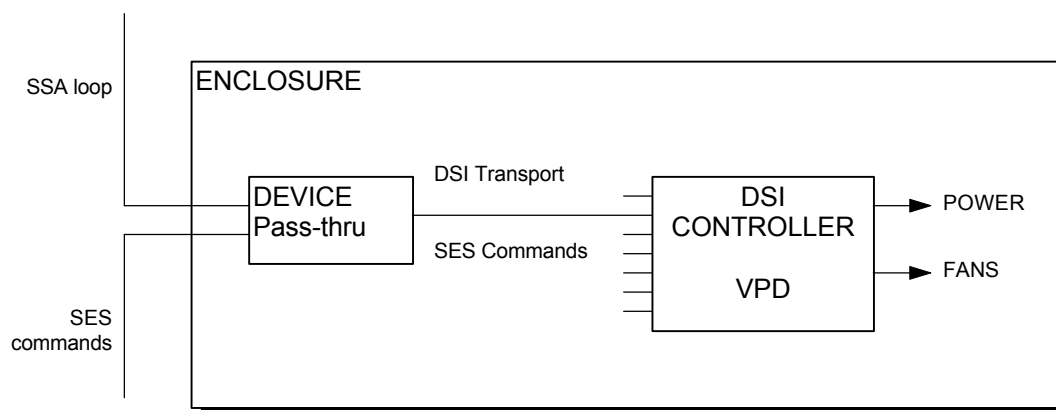 SSA loop
ENCLOSURE
DEVICE
Pass-thru
DSI Transport
SES Commands
DSI
CONTROLLER
VPD
POWER
FANS
SES
commands